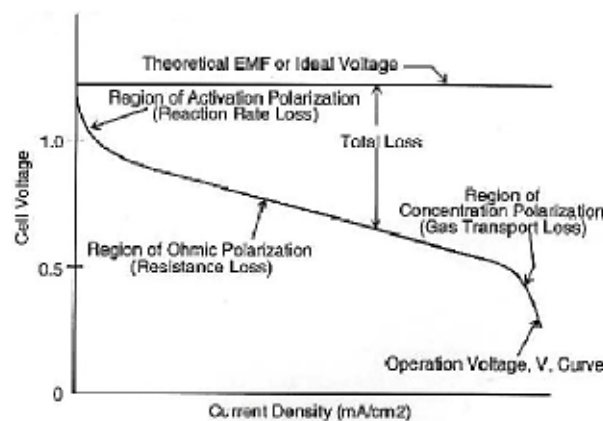 Theoretical EMF or Ideal Voltage
Region of Activation Polarization
(Reaction Rate Loss)
1.0
Total Loss
Cell Voltage
Region of
Concentration Polarization
(Gas Transport Loss)
Region of Ohmic Polarization
(Resistance Loss)
0.5
Operation Voltage, V, Curve
0
Current Density (mA/cm2)